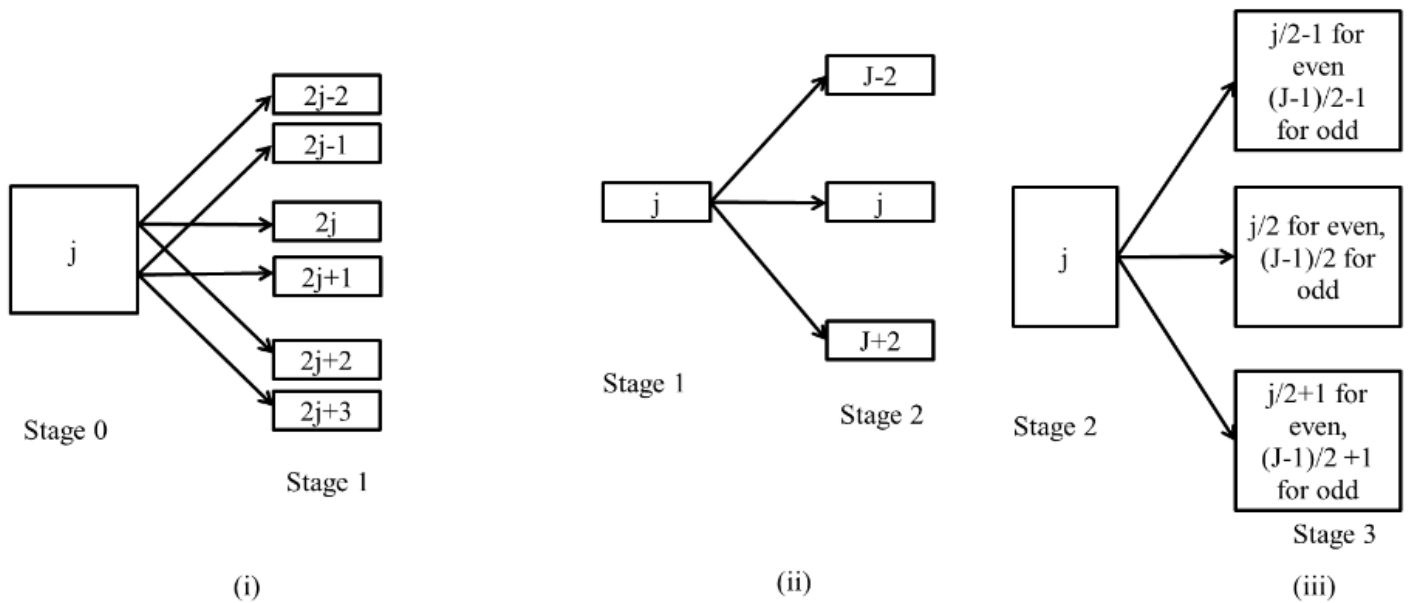 j
2j-2
2j-1
2j
2j+1
2j+2
2j+3
Stage 0
Stage 1
(i)
j
J-2
j
J+2
Stage 1
Stage 2
(ii)
j
j/2-1 for
even
(J-1)/2-1
for odd
j/2 for even,
(J-1)/2 for
odd
j/2+1 for
even,
(J-1)/2 +1
for odd
Stage 2
Stage 3
(iii)